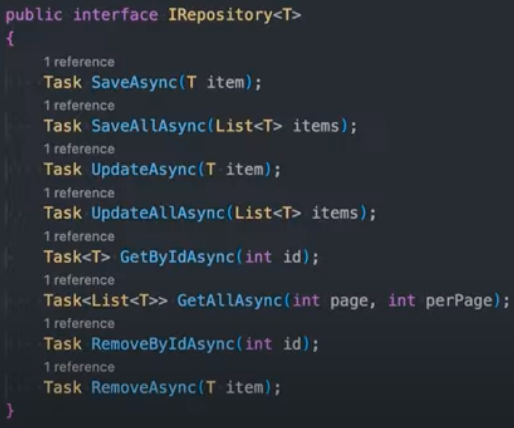 public interface IRepository<T>
{
1 reference
Task SaveAsync(T item);
1 reference
Task SaveAllAsync(List<T> items);
1 reference
Task UpdateAsync(T item);
1 reference
Task UpdateAllAsync(List<T> items);
1 reference
Task<T> GetByIdAsync(int id);
1 reference
Task<List<T>> GetAllAsync(int page, int perPage);
1 reference
Task RemoveByIdAsync(int id);
1 reference
Task RemoveAsync(T item);
}